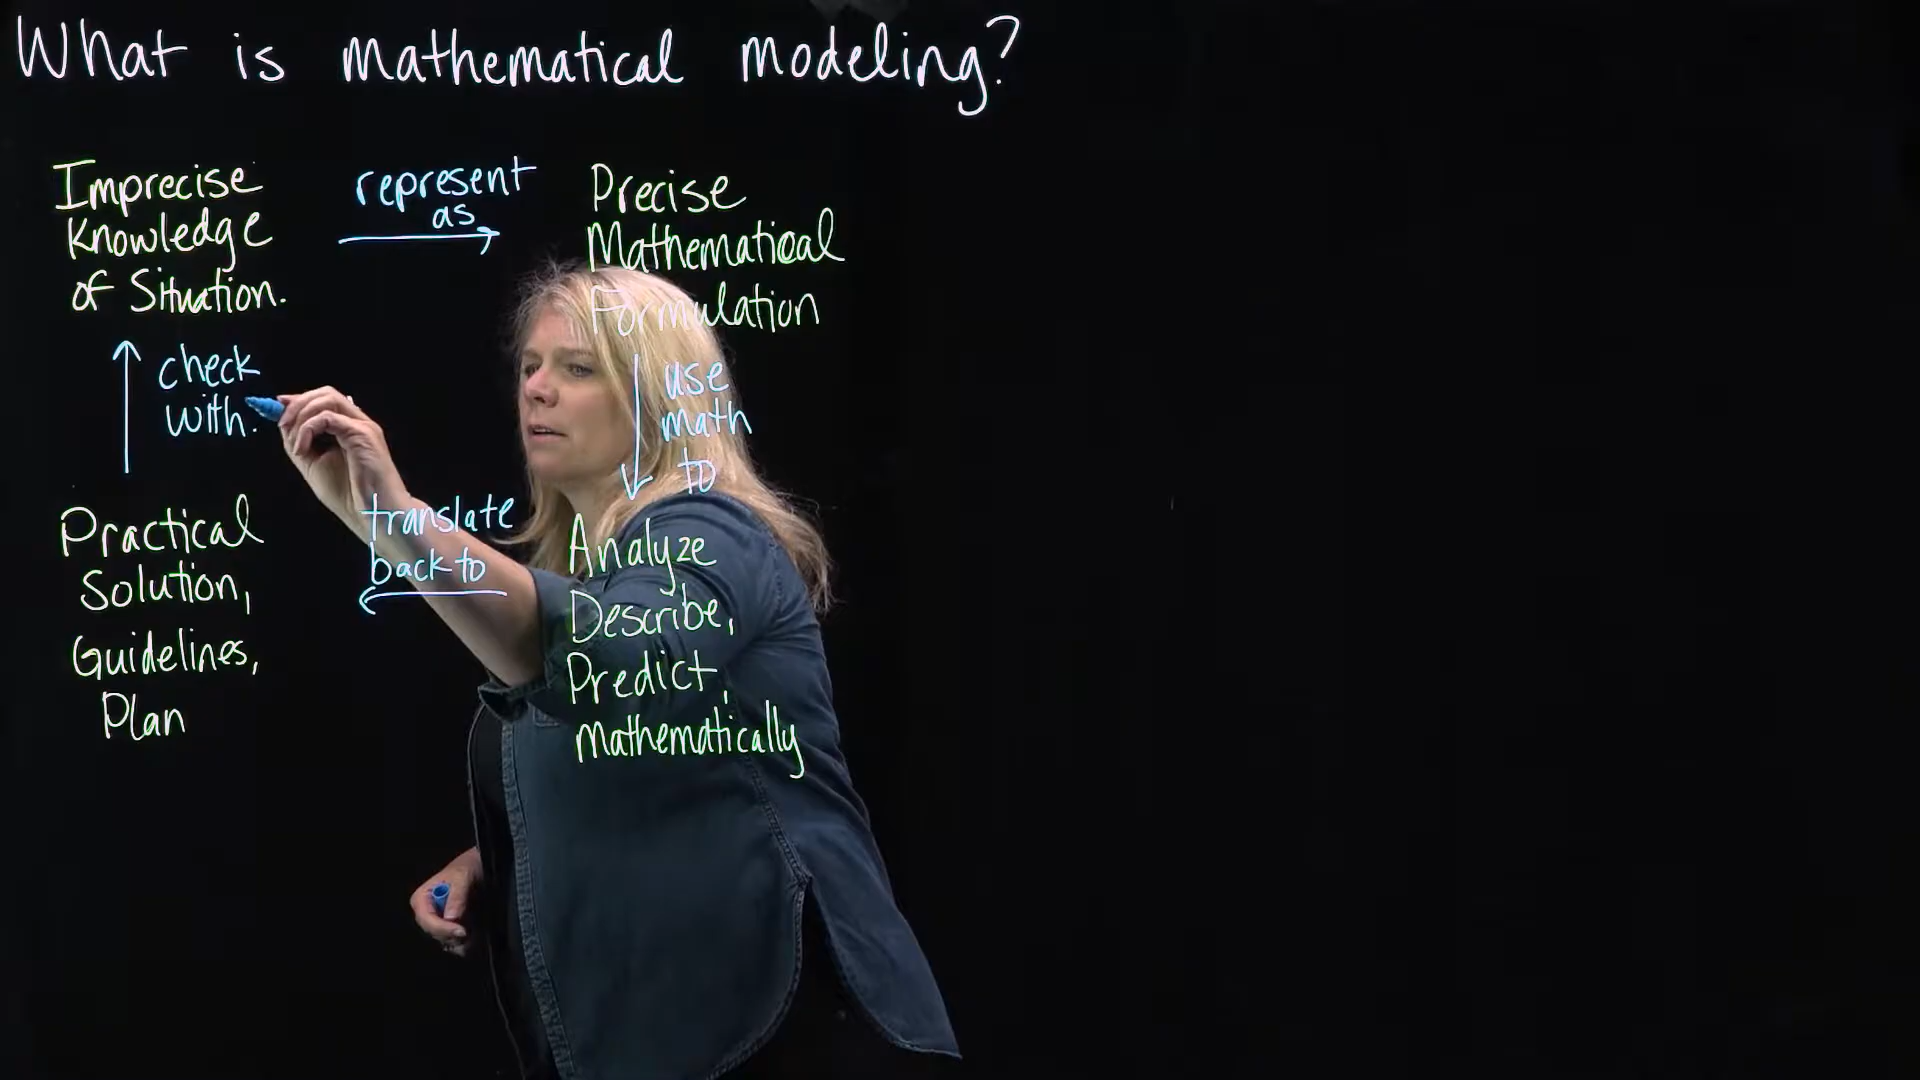 What is mathematical modeling?
Imprecise
Knowledge
of Situation.
represent
as
Precise
Mathematical
Formulation
use
math
to
Analyze
Describe,
Predict,
mathematically
translate
back to
Practical
Solution,
Guidelines,
Plan
check
with.